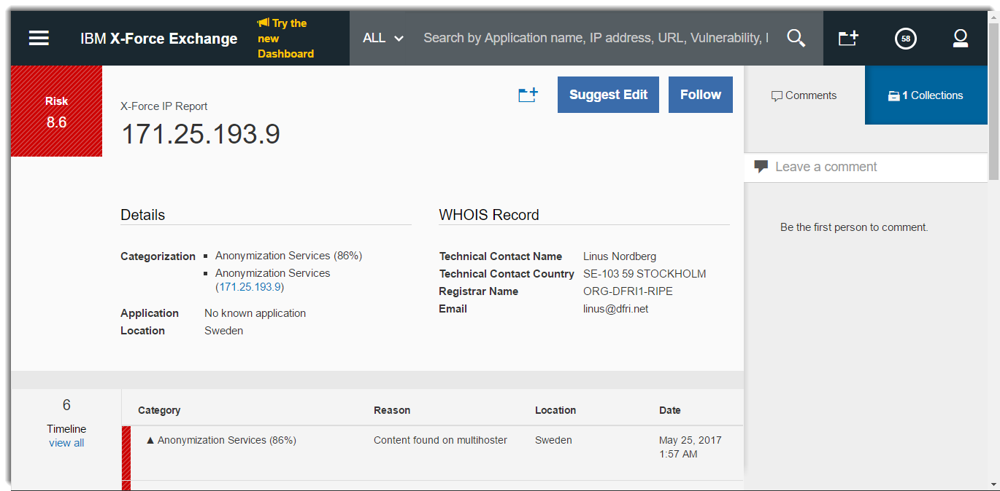 IBM X-Force Exchange
Try the
new
Dashboard
ALL
Search by Application name, IP address, URL, Vulnerability,
58
Risk
8.6
X-Force IP Report
171.25.193.9
Suggest Edit
Follow
Comments
1 Collections
Leave a comment
Be the first person to comment.
Details
Categorization
Anonymization Services (86%)
Anonymization Services
(171.25.193.9)
Application No known application
Location Sweden
WHOIS Record
Technical Contact Name Linus Nordberg
Technical Contact Country SE-103 59 STOCKHOLM
Registrar Name ORG-DFRI1-RIPE
Email linus@dfri.net
6
Timeline
view all
Category Reason Location Date
▲ Anonymization Services (86%) Content found on multihoster Sweden May 25, 2017
1:57 AM